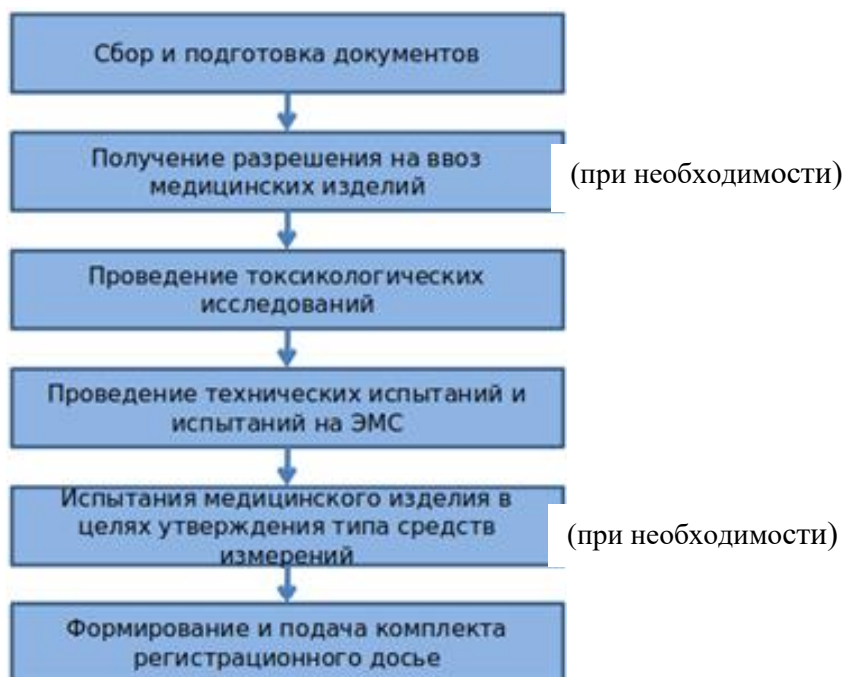 Сбор и подготовка документов
Получение разрешения на ввоз
медицинских изделий
(при необходимости)
Проведение токсикологических
исследований
Проведение технических испытаний и
испытаний на ЭМС
Испытания медицинского изделия в
целях утверждения типа средств
измерений
(при необходимости)
Формирование и подача комплекта
регистрационного досье